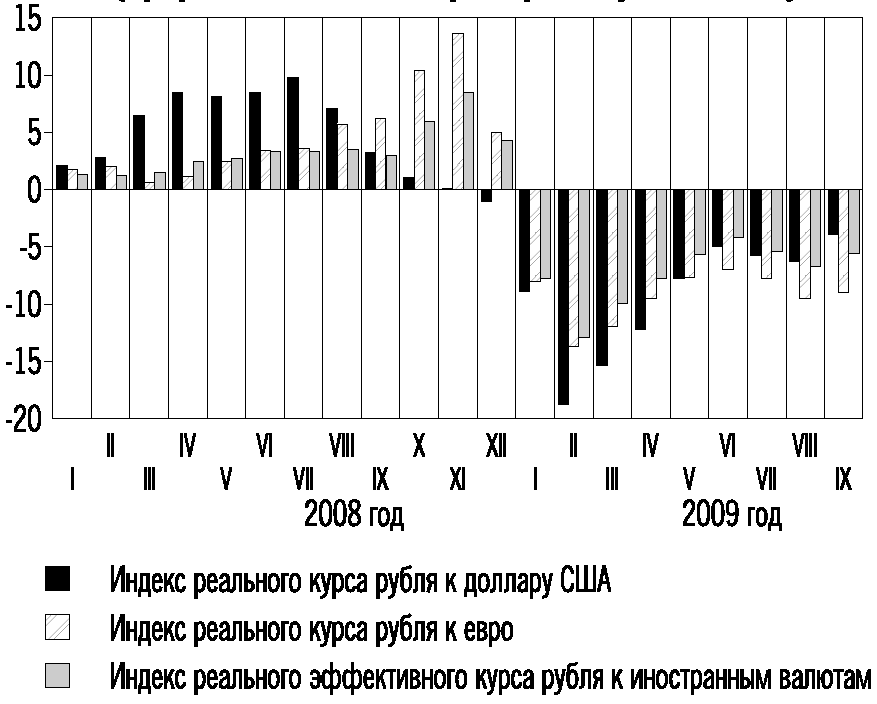 15
10
5
0
-5
-10
-15
-20
II IV VI VIII X XII II IV VI VIII
I III V VII IX XI I III V VII IX
2008 год 2009 год
Индекс реального курса рубля к доллару США
Индекс реального курса рубля к евро
Индекс реального эффективного курса рубля к иностранным валютам